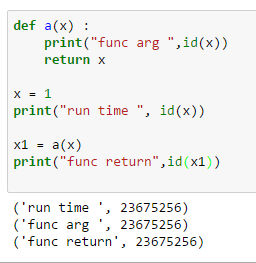 def a(x) :
    print("func arg ",id(x))
    return x
x = 1
print("run time ", id(x))
x1 = a(x)
print("func return",id(x1))
('run time ', 23675256)
('func arg ', 23675256)
('func return', 23675256)